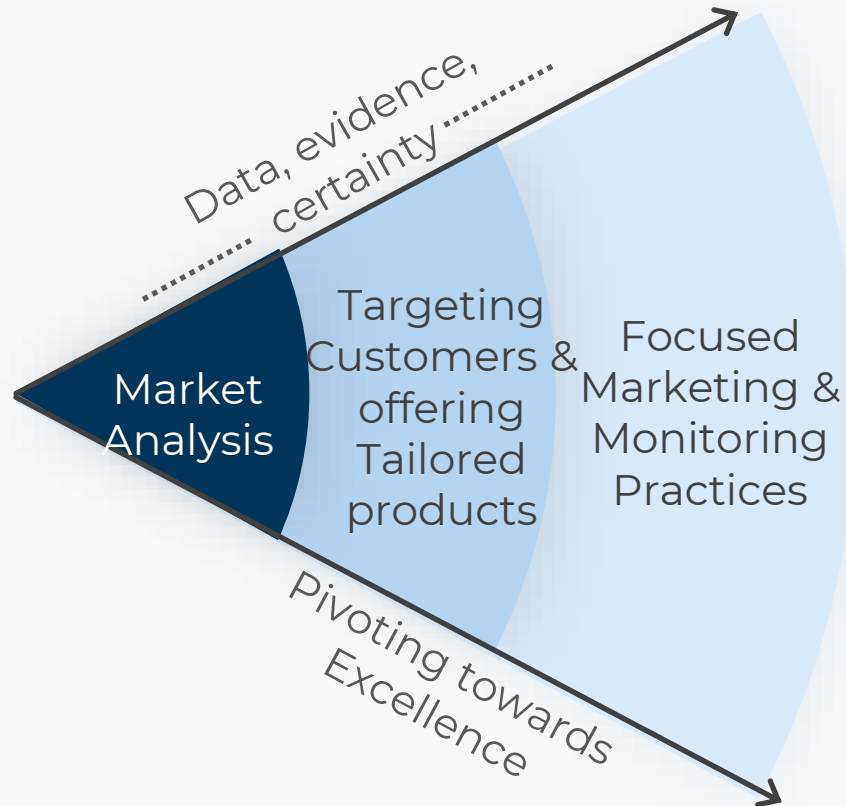 Data, evidence,
certainty
Market
Analysis
Targeting
Customers &
offering
Tailored
products
Focused
Marketing &
Monitoring
Practices
Pivoting towards
Excellence